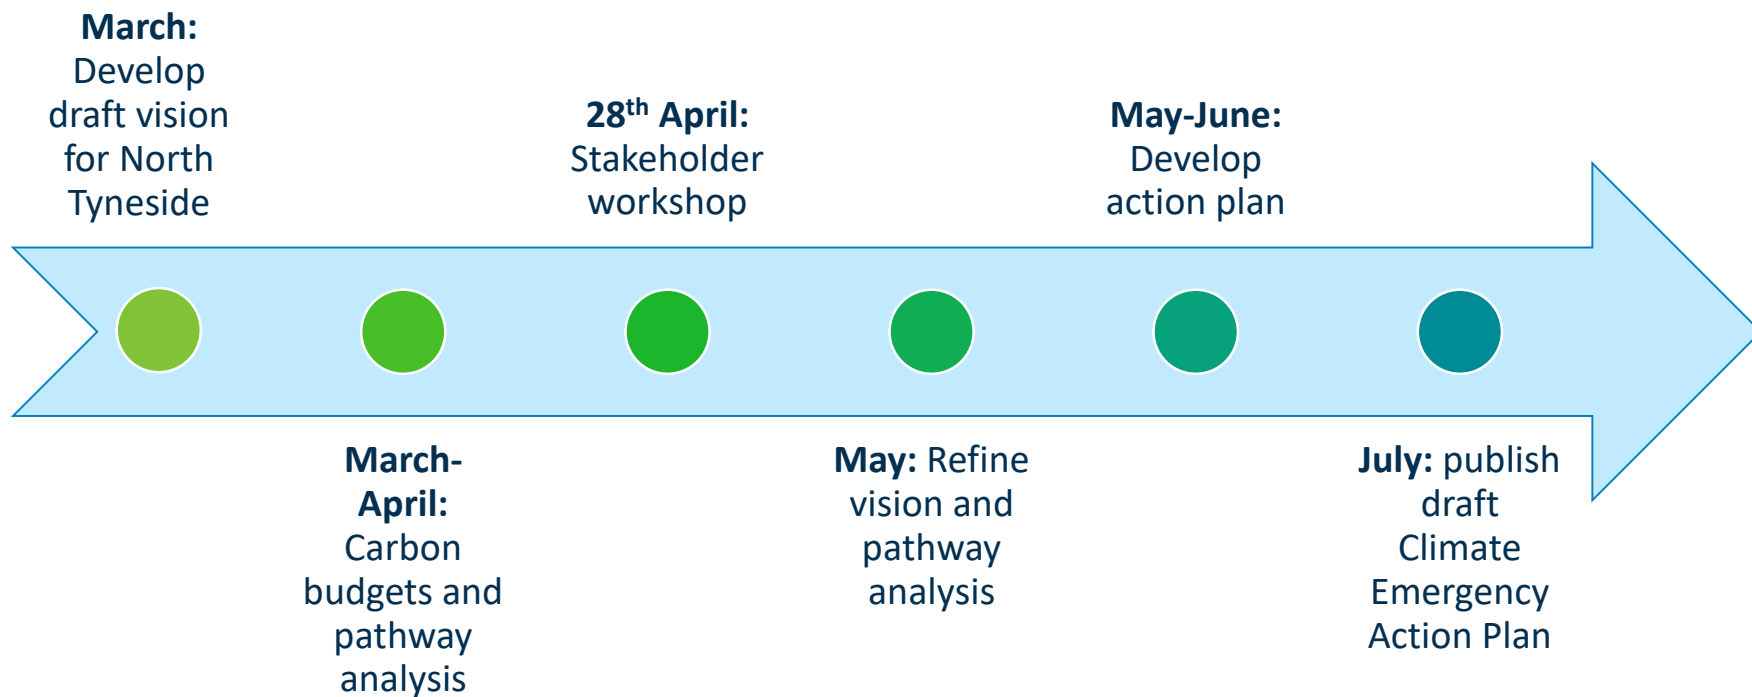 March:
Develop
draft vision
for North
Tyneside
March-
April:
Carbon
budgets and
pathway
analysis
28th April:
Stakeholder
workshop
May: Refine
vision and
pathway
analysis
May-June:
Develop
action plan
July: publish
draft
Climate
Emergency
Action Plan